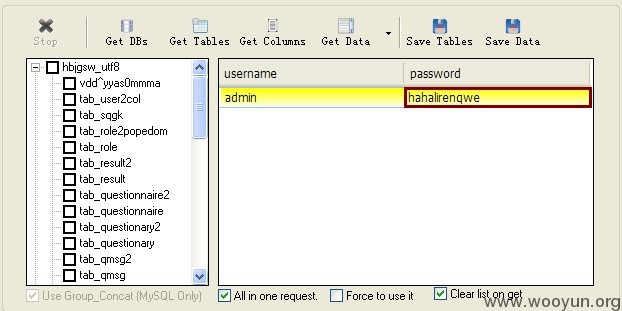 Stop Get DBs Get Tables Get Columns Get Data Save Tables Save Data
hbjgsw_utf8
vdd^yyas0mmma
tab_user2col
tab_sqgk
tab_role2popedom
tab_role
tab_result2
tab_result
tab_questionnaire2
tab_questionnaire
tab_questionary2
tab_questionary
tab_qmsg2
tab_qmsg
username password
admin hahalirenqwe
Use Group_Concat (MySQL Only) All in one request. Force to use it Clear list on get
www.wooyun.org